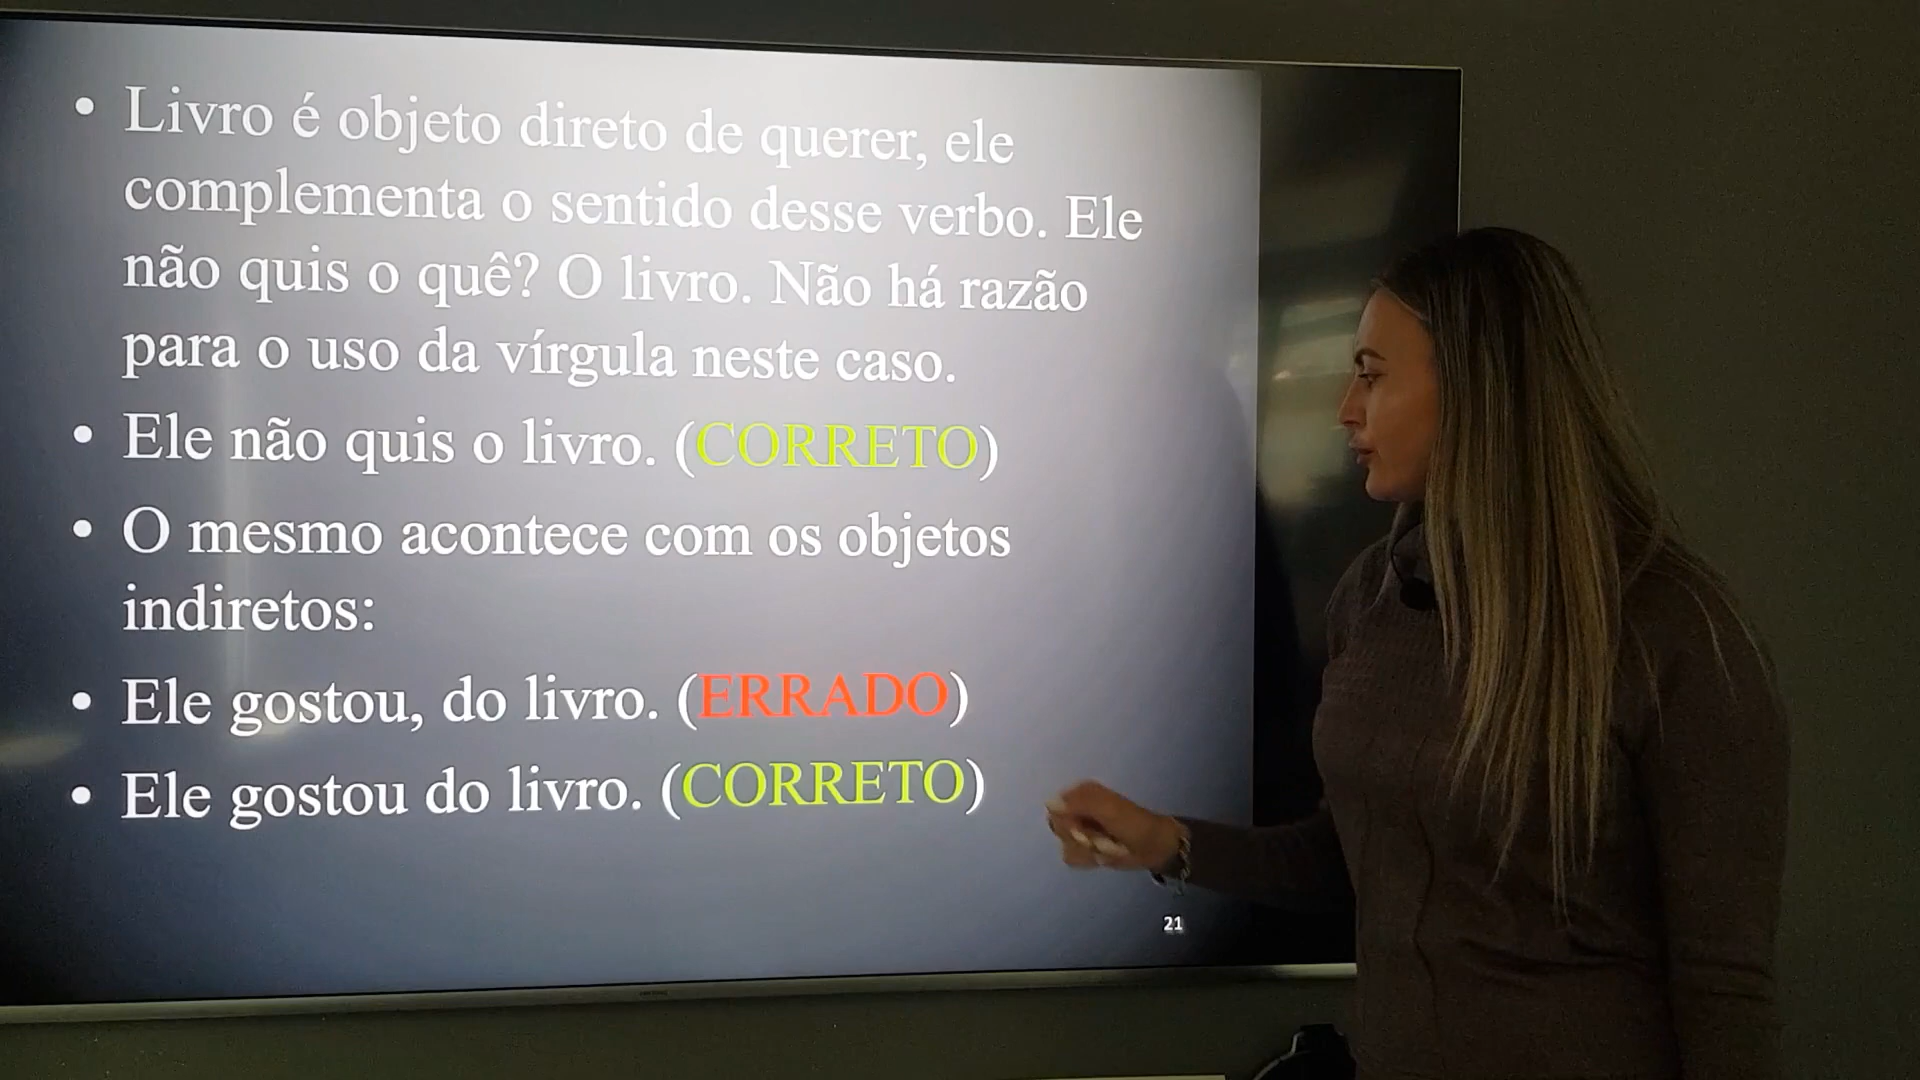 • Livro é objeto direto de querer, ele
complementa o sentido desse verbo. Ele
não quis o quê? O livro. Não há razão
para o uso da vírgula neste caso.
• Ele não quis o livro. (CORRETO)
• O mesmo acontece com os objetos
indiretos:
• Ele gostou, do livro. (ERRADO)
• Ele gostou do livro. (CORRETO)
21